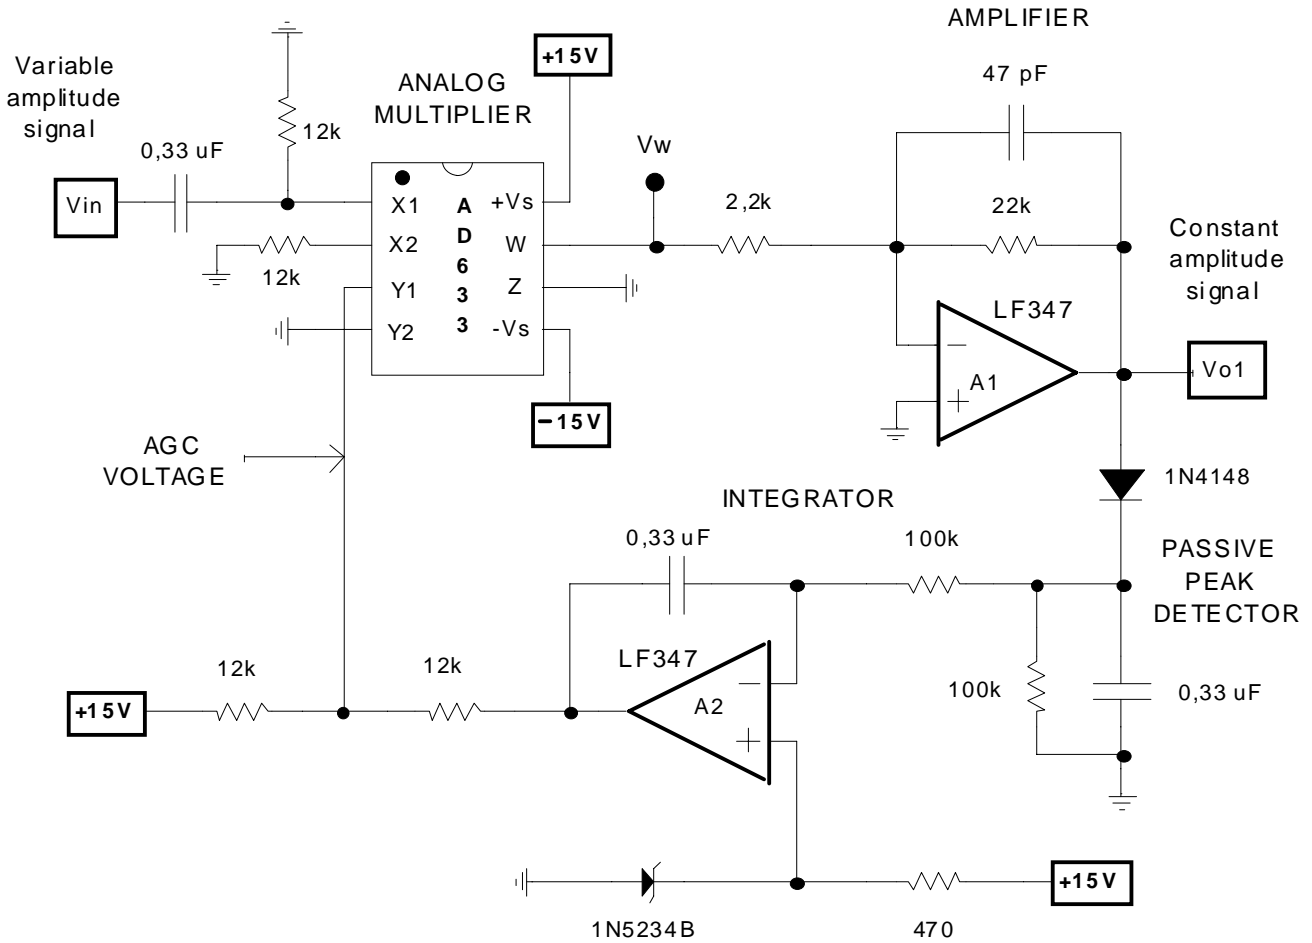 AMPLIFIER
+15V
Variable
amplitude
signal
ANALOG
MULTIPLIER
47 pF
12k
0,33 uF
Vw
Vin
X1
X2
Y1
Y2
A
D
6
3
3
+Vs
W
Z
-Vs
12k
2,2k
22k
Constant
amplitude
signal
LF347
A1
Vo1
-15V
AGC
VOLTAGE
1N4148
INTEGRATOR
0,33 uF
100k
PASSIVE
PEAK
DETECTOR
12k
12k
LF347
A2
100k
0,33 uF
+15V
+15V
1N5234B
470